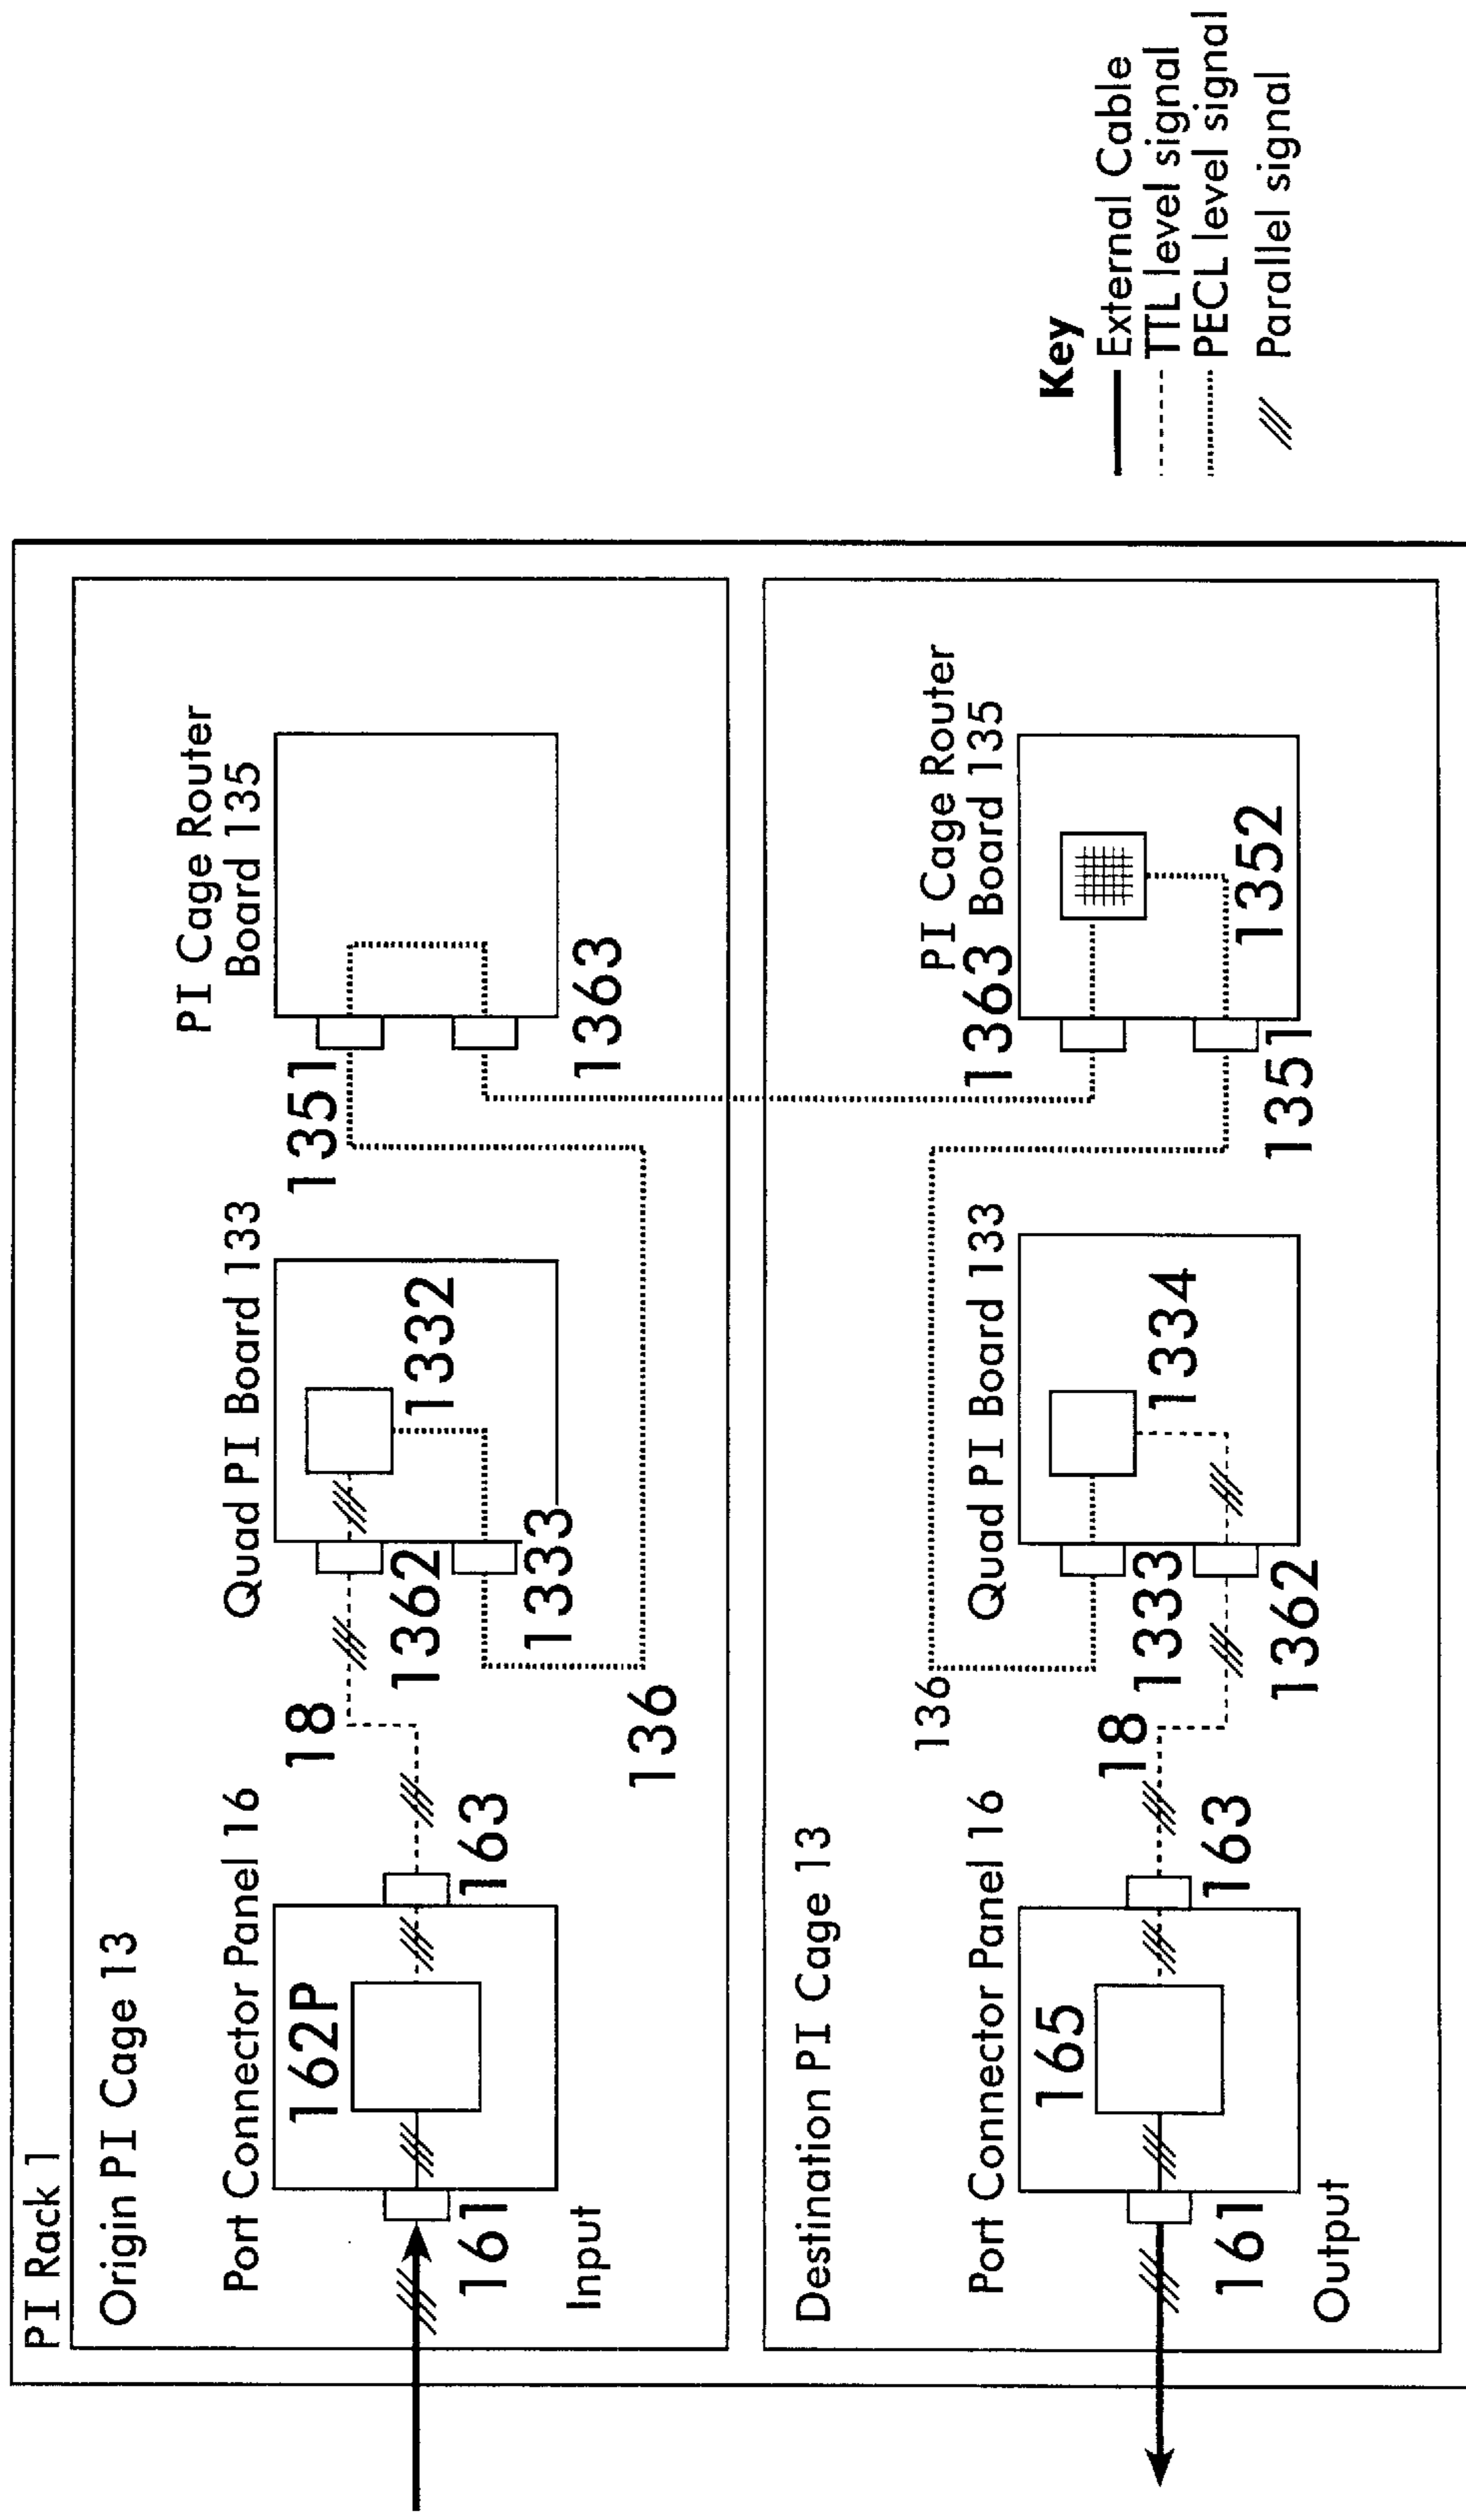 PI Rack 1
Origin PI Cage 13
Port Connector Panel 16
162P
161
163
Input
18
Quad PI Board 133
1362
1332
1333
136
PI Cage Router
Board 135
1351
1363
Destination PI Cage 13
Port Connector Panel 16
165
161
163
Output
136
18
Quad PI Board 133
1333
1334
1362
PI Cage Router
Board 135
1363
1352
1351
Key
External Cable
TTL level signal
PECL level signal
Parallel signal